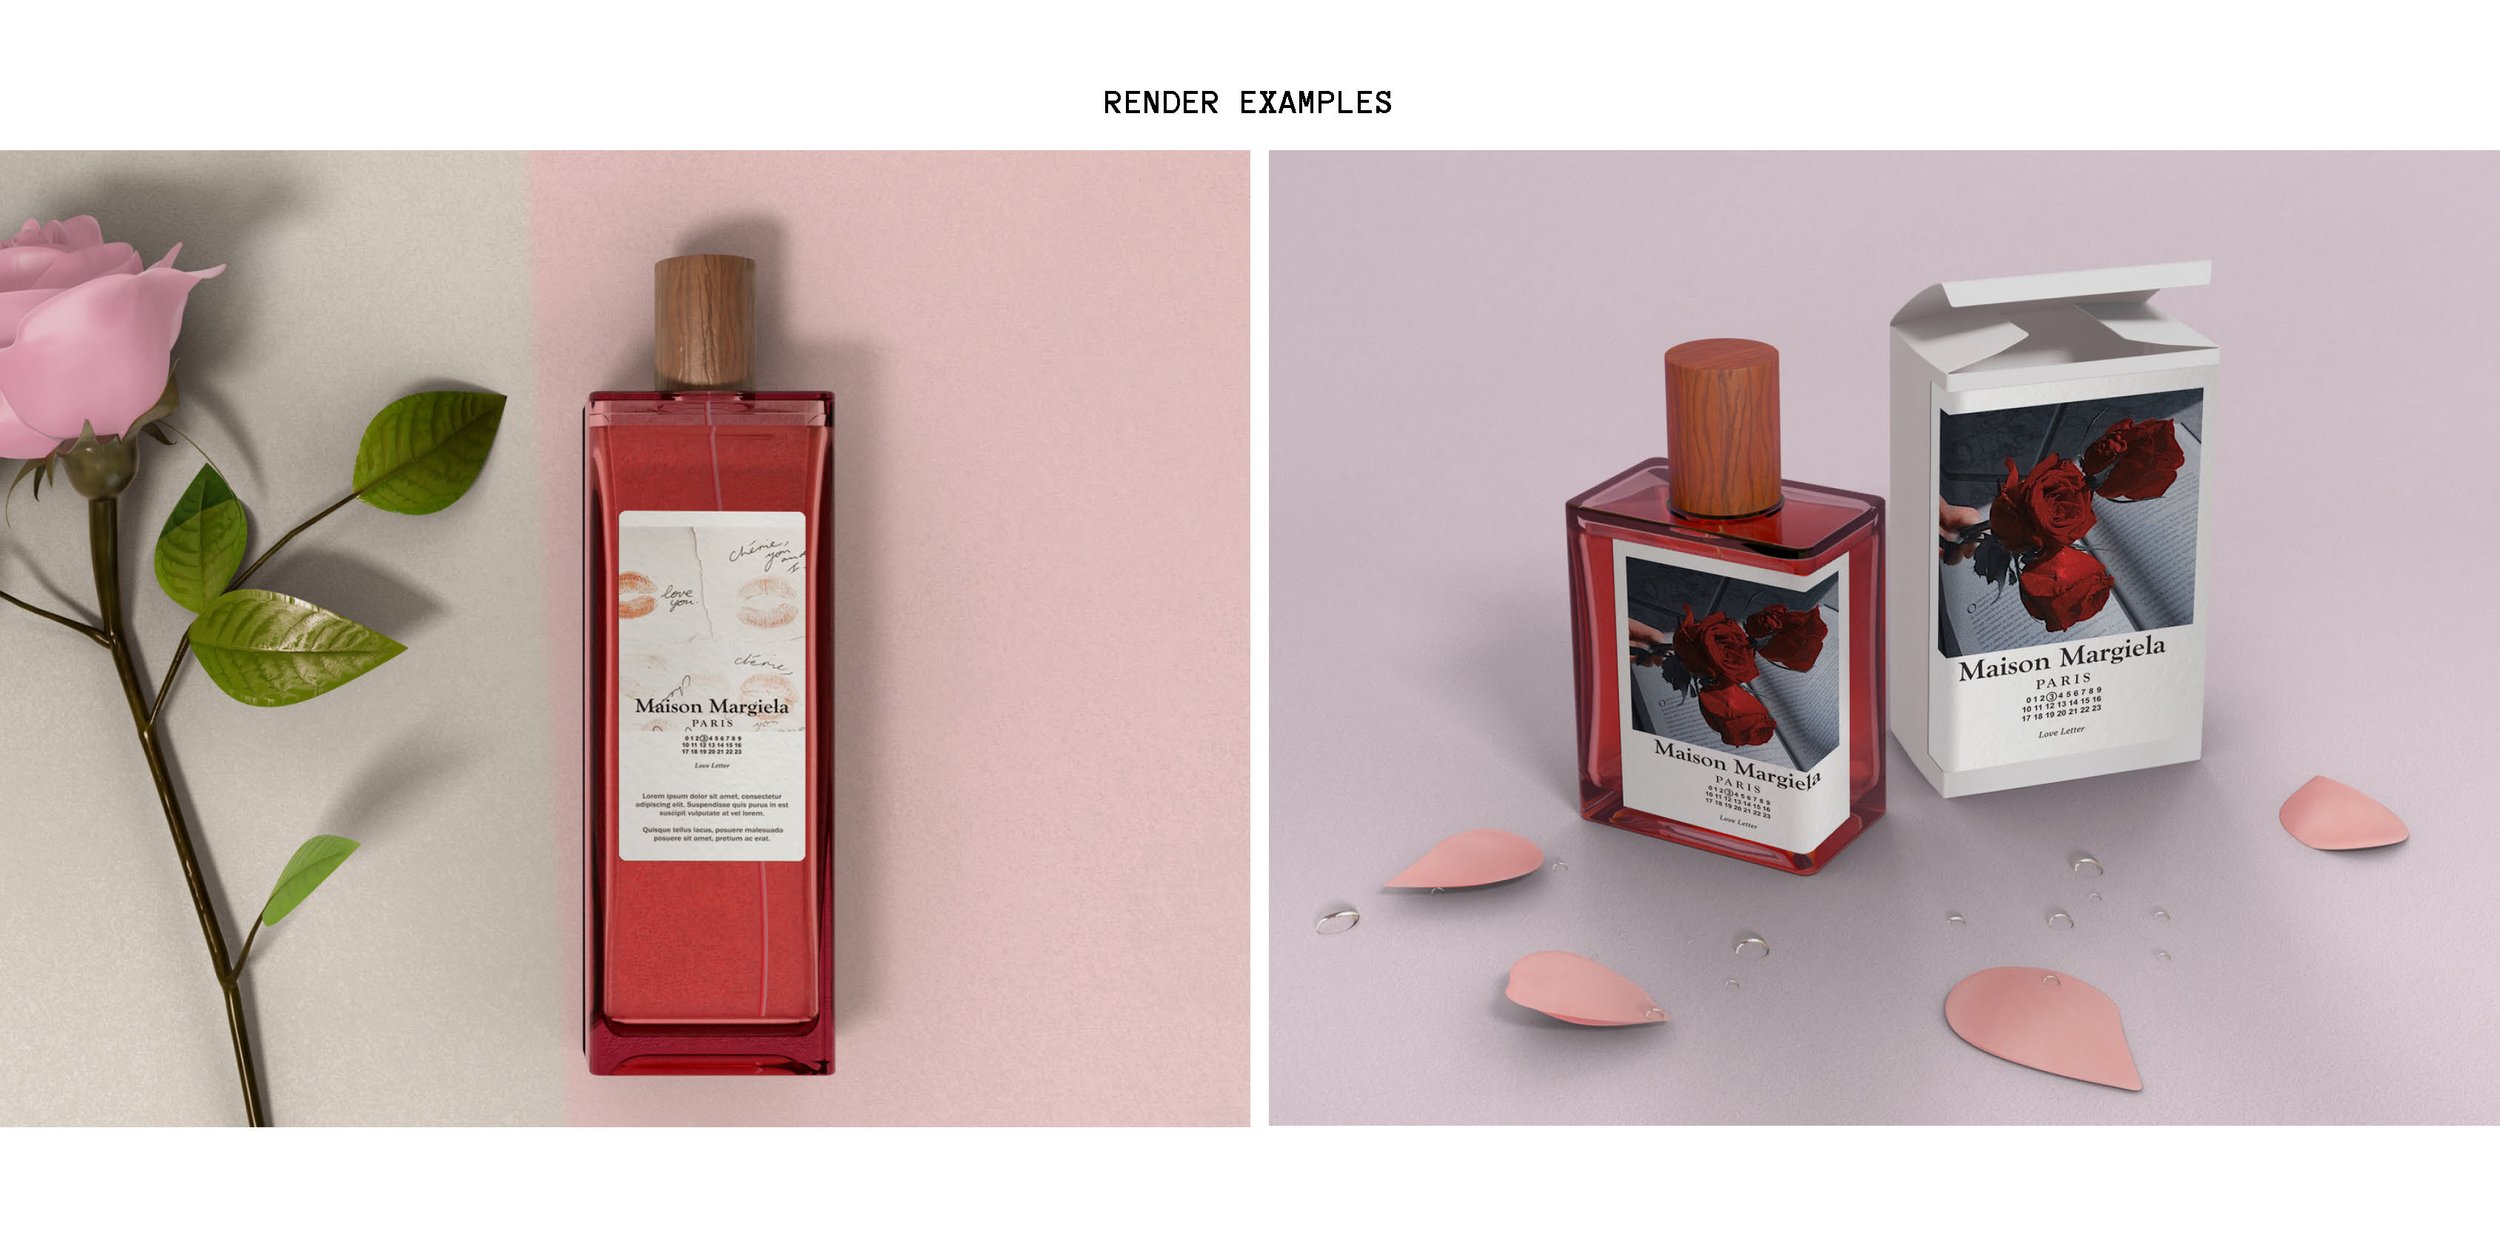 RENDER EXAMPLES
chérie,
you and
love
you.
chérie
Maison Margiela
PARIS
you
0 1 2 3 4 5 6 7 8 9
10 11 12 13 14 15 16
17 18 19 20 21 22 23
Love Letter
Lorem ipsum dolor sit amet, consectetur
adipiscing elit. Suspendisse quis purus in est
suscipit vulputate at vel lorem.
Quisque tellus lacus, posuere malesuada
posuere sit amet, pretium ac erat.
Maison Margiela
PARIS
0 1 2 3 4 5 6 7 8 9
10 11 12 13 14 15 16
17 18 19 20 21 22 23
Love Letter
Maison Margiela
PARIS
0 1 2 3 4 5 6 7 8 9
10 11 12 13 14 15 16
17 18 19 20 21 22 23
Love Letter